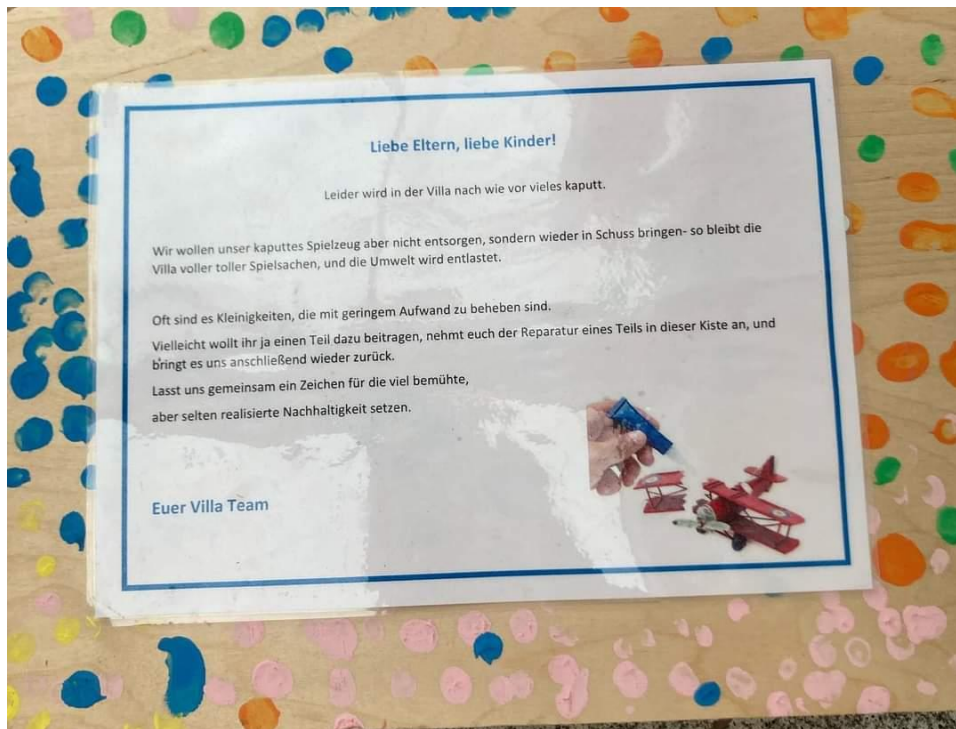 Liebe Eltern, liebe Kinder!
Leider wird in der Villa nach wie vor vieles kaputt.
Wir wollen unser kaputtes Spielzeug aber nicht entsorgen, sondern wieder in Schuss bringen- so bleibt die
Villa voller toller Spielsachen, und die Umwelt wird entlastet.
Oft sind es Kleinigkeiten, die mit geringem Aufwand zu beheben sind.
Vielleicht wollt ihr ja einen Teil dazu beitragen, nehmt euch der Reparatur eines Teils in dieser Kiste an, und
bringt es uns anschließend wieder zurück.
Lasst uns gemeinsam ein Zeichen für die viel bemühte,
aber selten realisierte Nachhaltigkeit setzen.
Euer Villa Team